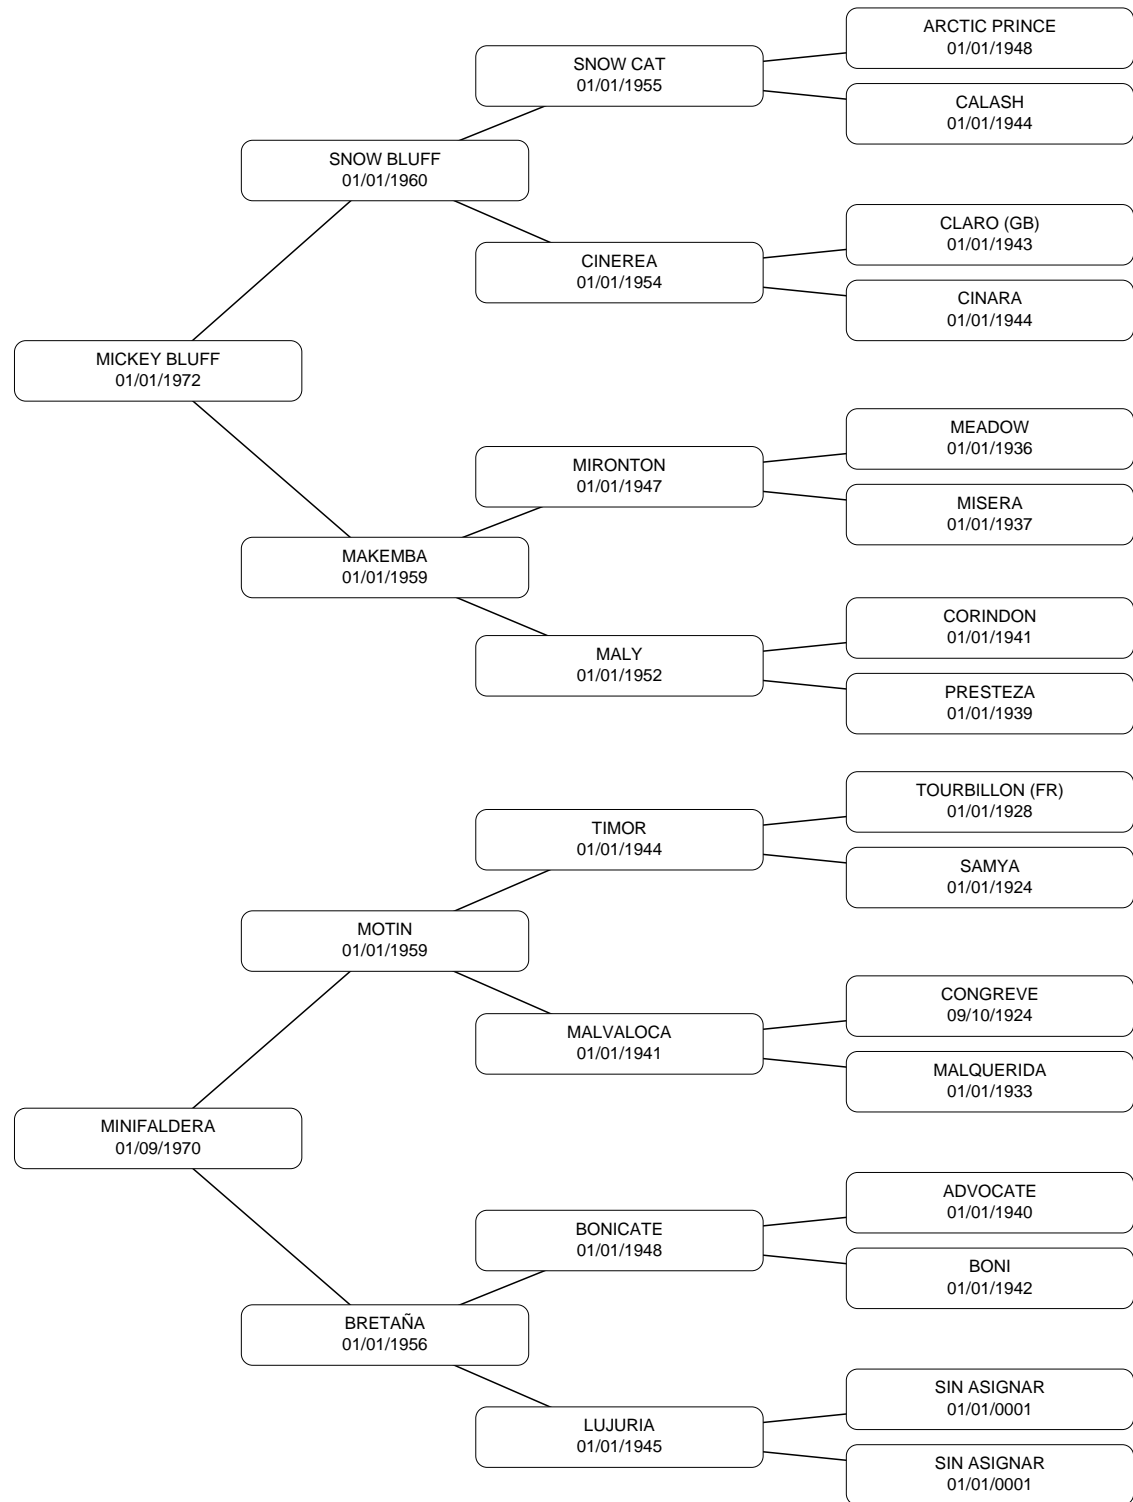 ARCTIC PRINCE
01/01/1948
SNOW CAT
01/01/1955
CALASH
01/01/1944
SNOW BLUFF
01/01/1960
CLARO (GB)
01/01/1943
CINEREA
01/01/1954
CINARA
01/01/1944
MICKEY BLUFF
01/01/1972
MEADOW
01/01/1936
MIRONTON
01/01/1947
MISERA
01/01/1937
MAKEMBA
01/01/1959
CORINDON
01/01/1941
MALY
01/01/1952
PRESTEZA
01/01/1939
TOURBILLON (FR)
01/01/1928
TIMOR
01/01/1944
SAMYA
01/01/1924
MOTIN
01/01/1959
CONGREVE
09/10/1924
MALVALOCA
01/01/1941
MALQUERIDA
01/01/1933
MINIFALDERA
01/09/1970
ADVOCATE
01/01/1940
BONICATE
01/01/1948
BONI
01/01/1942
BRETAÑA
01/01/1956
SIN ASIGNAR
01/01/0001
LUJURIA
01/01/1945
SIN ASIGNAR
01/01/0001